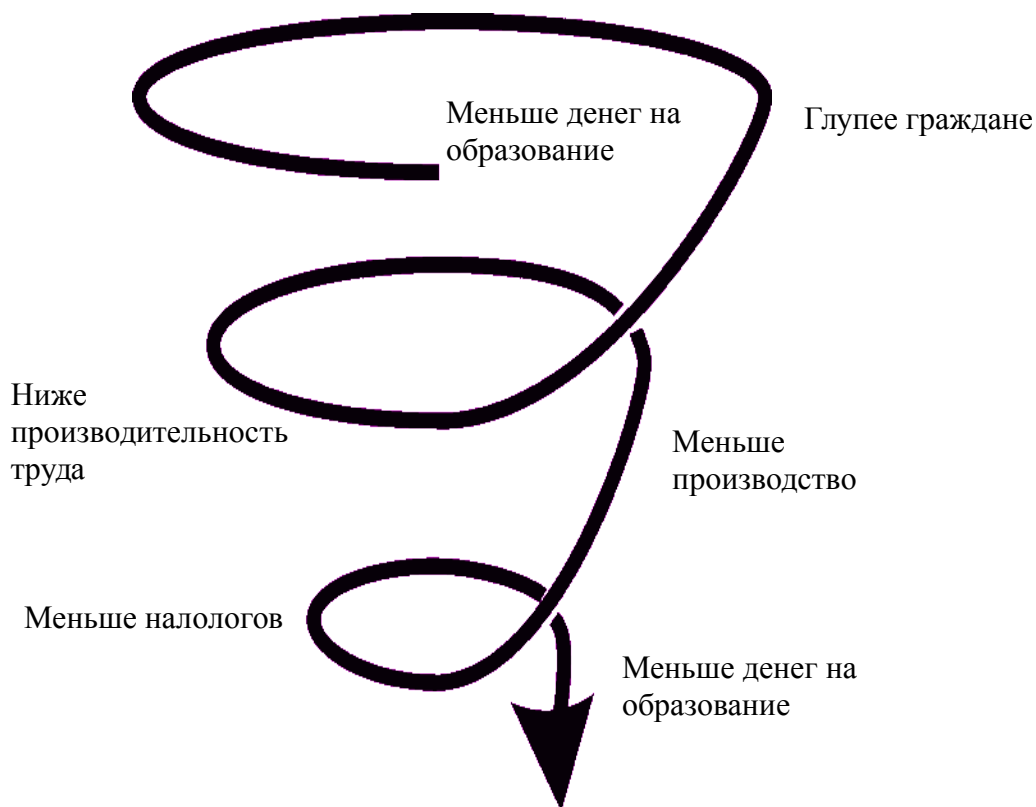 Меньше денег на
образование
Глупее граждане
Ниже
производительность
труда
Меньше
производство
Меньше налологов
Меньше денег на
образование